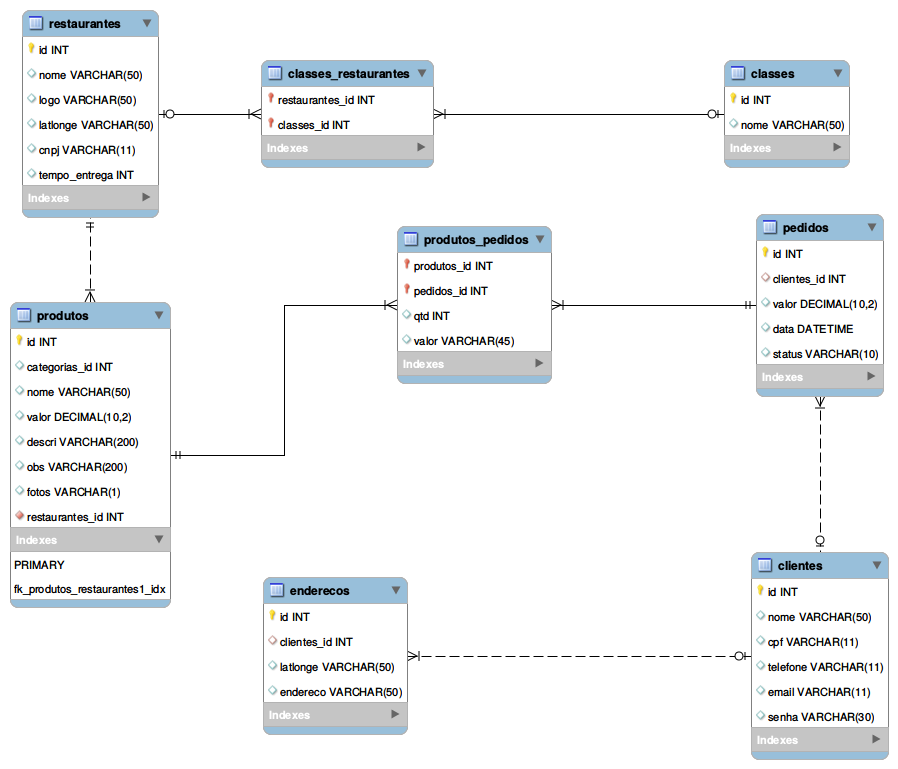 restaurantes
id INT
nome VARCHAR(50)
logo VARCHAR(50)
latlonge VARCHAR(50)
cnpj VARCHAR(11)
tempo_entrega INT
Indexes
classes_restaurantes
restaurantes_id INT
classes_id INT
Indexes
classes
id INT
nome VARCHAR(50)
Indexes
produtos_pedidos
produtos_id INT
pedidos_id INT
qtd INT
valor VARCHAR(45)
Indexes
pedidos
id INT
clientes_id INT
valor DECIMAL(10,2)
data DATETIME
status VARCHAR(10)
Indexes
produtos
id INT
categorias_id INT
nome VARCHAR(50)
valor DECIMAL(10,2)
descri VARCHAR(200)
obs VARCHAR(200)
fotos VARCHAR(1)
restaurantes_id INT
Indexes
PRIMARY
fk_produtos_restaurantes1_idx
enderecos
id INT
clientes_id INT
latlonge VARCHAR(50)
endereco VARCHAR(50)
Indexes
clientes
id INT
nome VARCHAR(50)
cpf VARCHAR(11)
telefone VARCHAR(11)
email VARCHAR(11)
senha VARCHAR(30)
Indexes